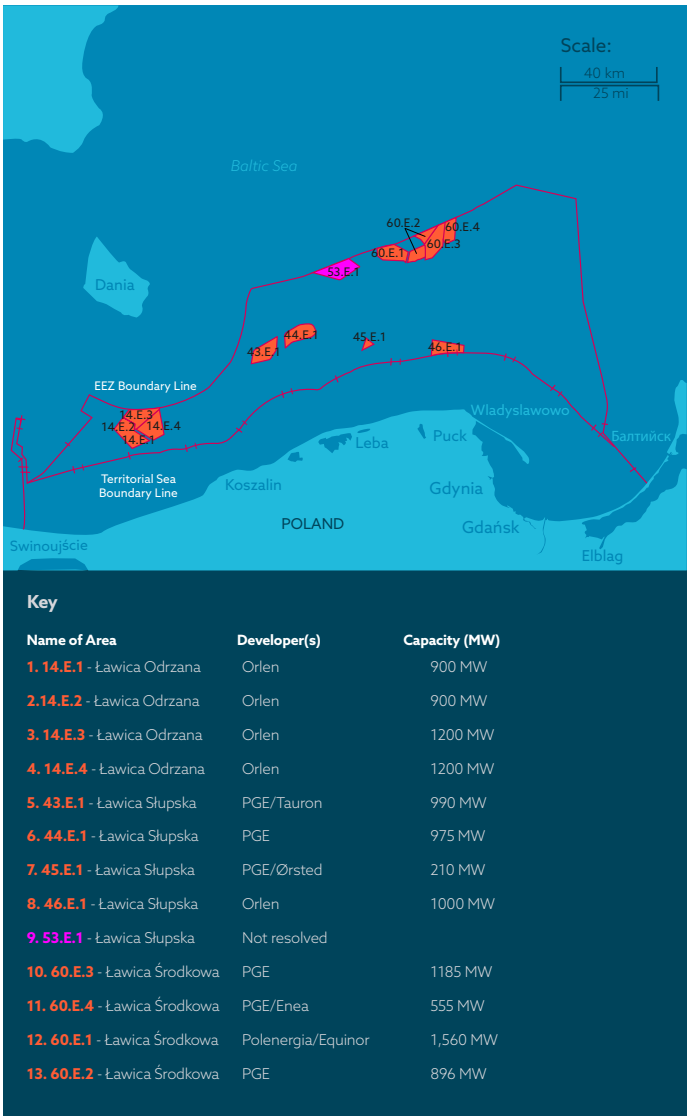 Scale:
40 km
25 mi
Baltic Sea
60.E.2
60.E.4
60.E.3
60.E.1
53.E.1
Dania
44.E.1
45.E.1
43.E.1
46.E.1
EEZ Boundary Line
14.E.3
14.E.2
14.E.4
14.E.1
Wladyslawowo
Балтийск
Leba
Puck
Territorial Sea
Boundary Line
Koszalin
Gdynia
POLAND
Gdańsk
Swinoujście
Elblag
Key
Name of Area Developer(s) Capacity (MW)
1. 14.E.1 - Ławica Odrzana Orlen 900 MW
2.14.E.2 - Ławica Odrzana Orlen 900 MW
3. 14.E.3 - Ławica Odrzana Orlen 1200 MW
4. 14.E.4 - Ławica Odrzana Orlen 1200 MW
5. 43.E.1 - Ławica Słupska PGE/Tauron 990 MW
6. 44.E.1 - Ławica Słupska PGE 975 MW
7. 45.E.1 - Ławica Słupska PGE/Ørsted 210 MW
8. 46.E.1 - Ławica Słupska Orlen 1000 MW
9. 53.E.1 - Ławica Słupska Not resolved
10. 60.E.3 - Ławica Środkowa PGE 1185 MW
11. 60.E.4 - Ławica Środkowa PGE/Enea 555 MW
12. 60.E.1 - Ławica Środkowa Polenergia/Equinor 1,560 MW
13. 60.E.2 - Ławica Środkowa PGE 896 MW